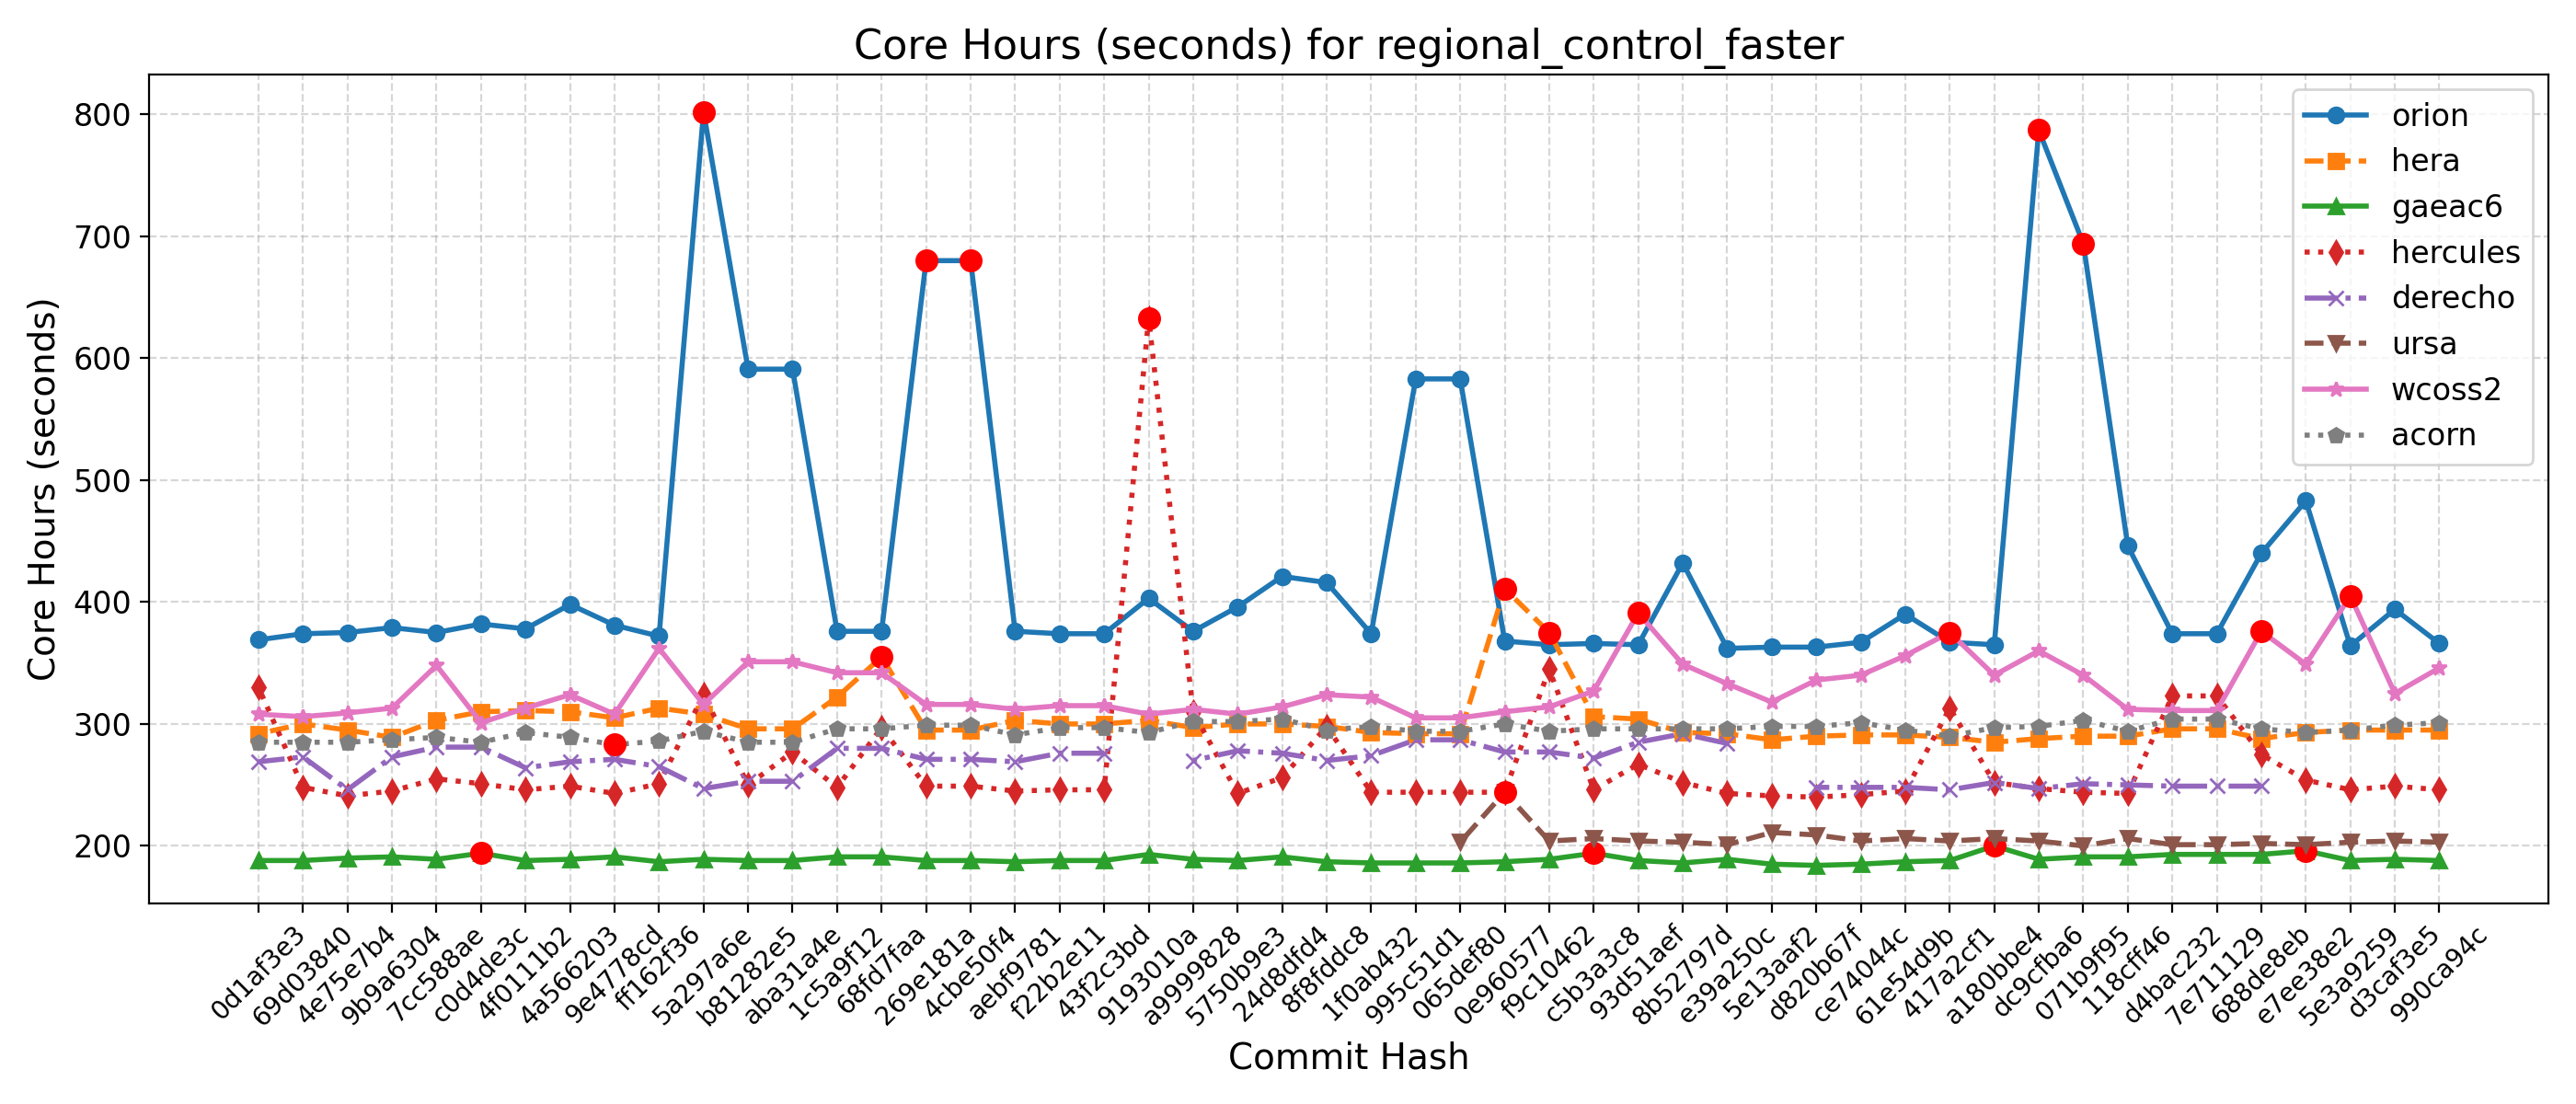 Core Hours (seconds) for regional_control_faster
Core Hours (seconds)
800
700
600
500
400
300
200
orion
hera
gaeac6
hercules
derecho
ursa
wcoss2
acorn
0d1af3e3
69d03840
4e75e7b4
9b9a6304
7cc588ae
c0d4de3c
4f0111b2
4a566203
9e4778cd
ff162f36
5a297a6e
b81282e5
aba31a4e
1c5a9f12
68fd7faa
269e181a
4cbe50f4
aebf9781
f22b2e11
43f2c3bd
9193010a
a9999828
5750b9e3
24d8dfd4
8f8fddc8
1f0ab432
995c51d1
065def80
0e960577
f9c10462
c5b3a3c8
93d51aef
8b52797d
e39a250c
5e13aaf2
d820b67f
ce74044c
61e54d9b
417a2cf1
a180bbe4
dc9cfba6
071b9f95
118cff46
d4bac232
7e711129
688de8eb
e7ee38e2
5e3a9259
d3caf3e5
990ca94c
Commit Hash